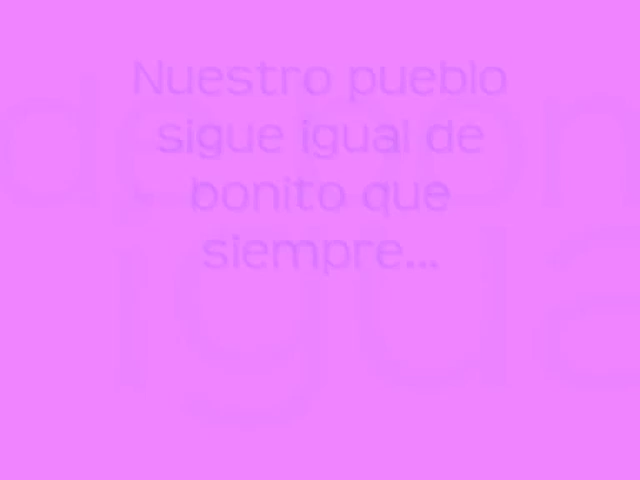 Nuestro pueblo
sigue igual de
bonito que
siempre...